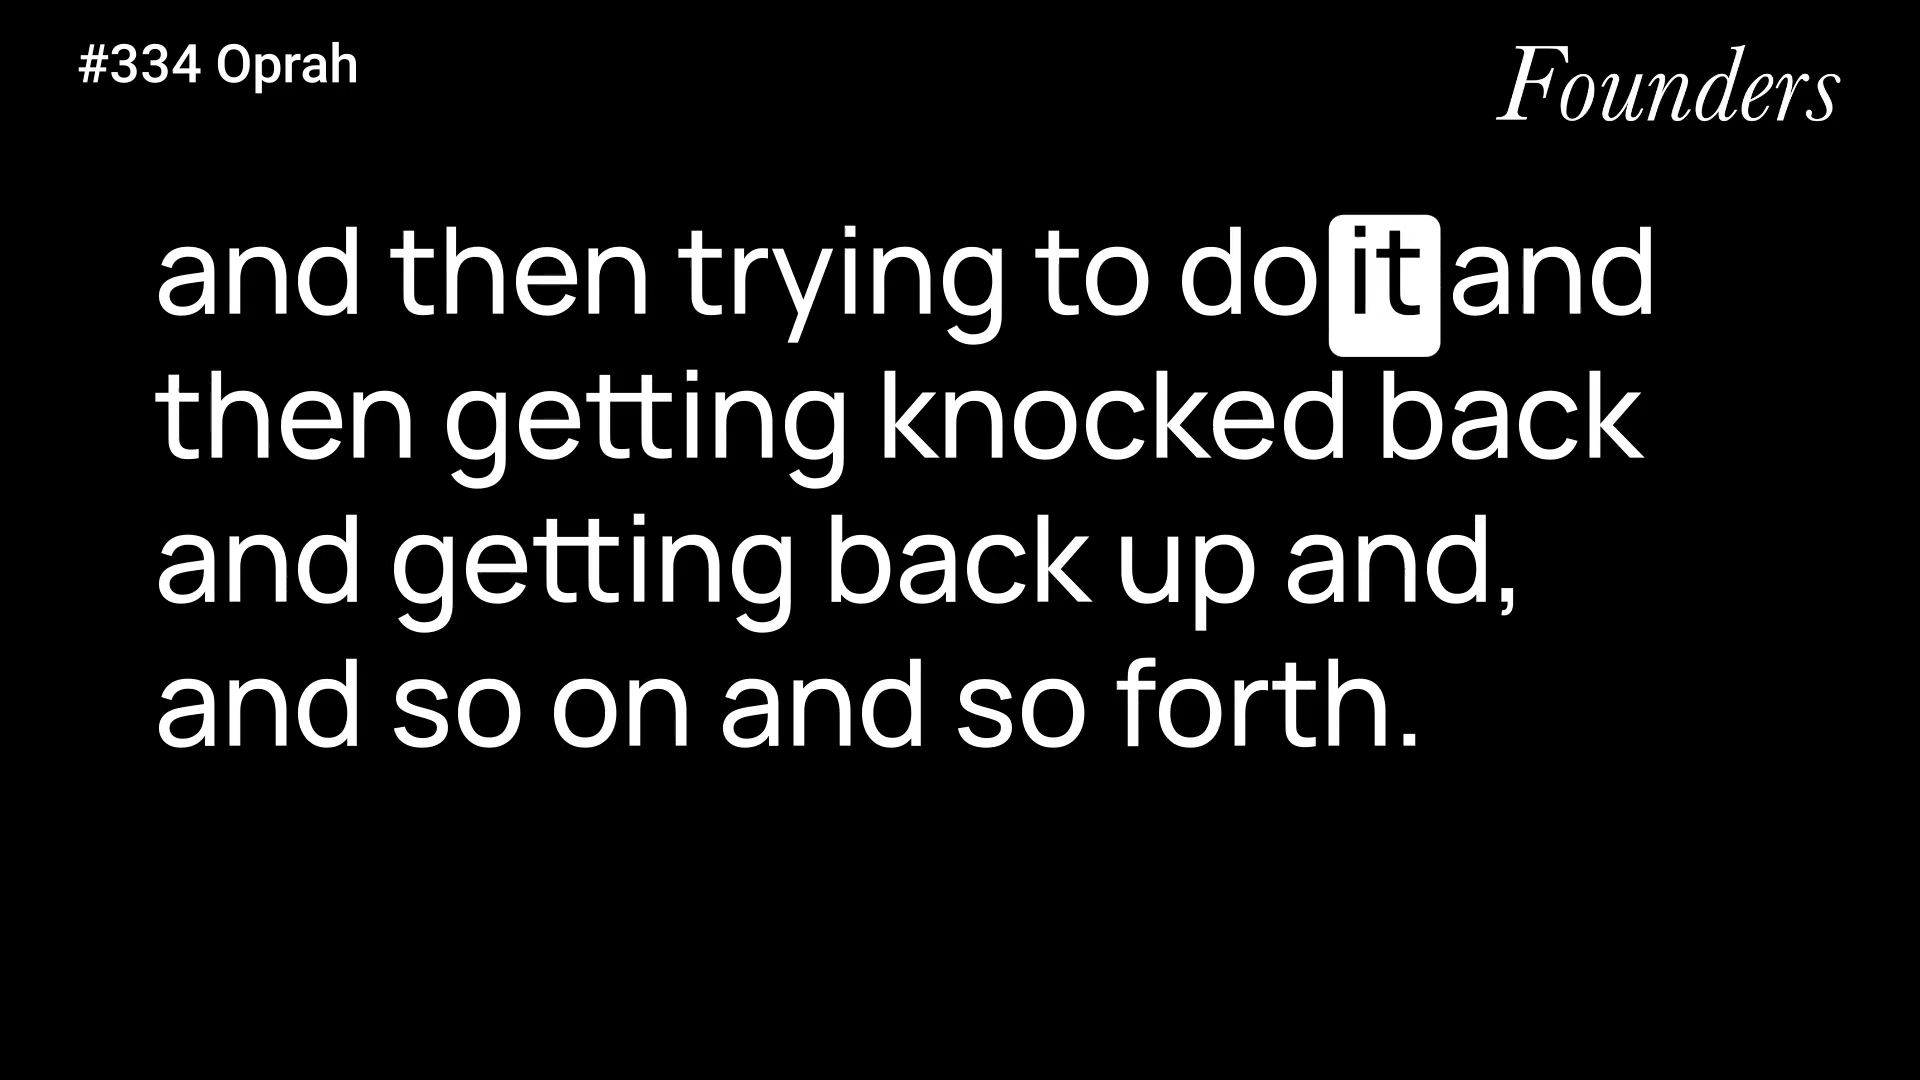 #334 Oprah
Founders
and then trying to do it and
then getting knocked back
and getting back up and,
and so on and so forth.